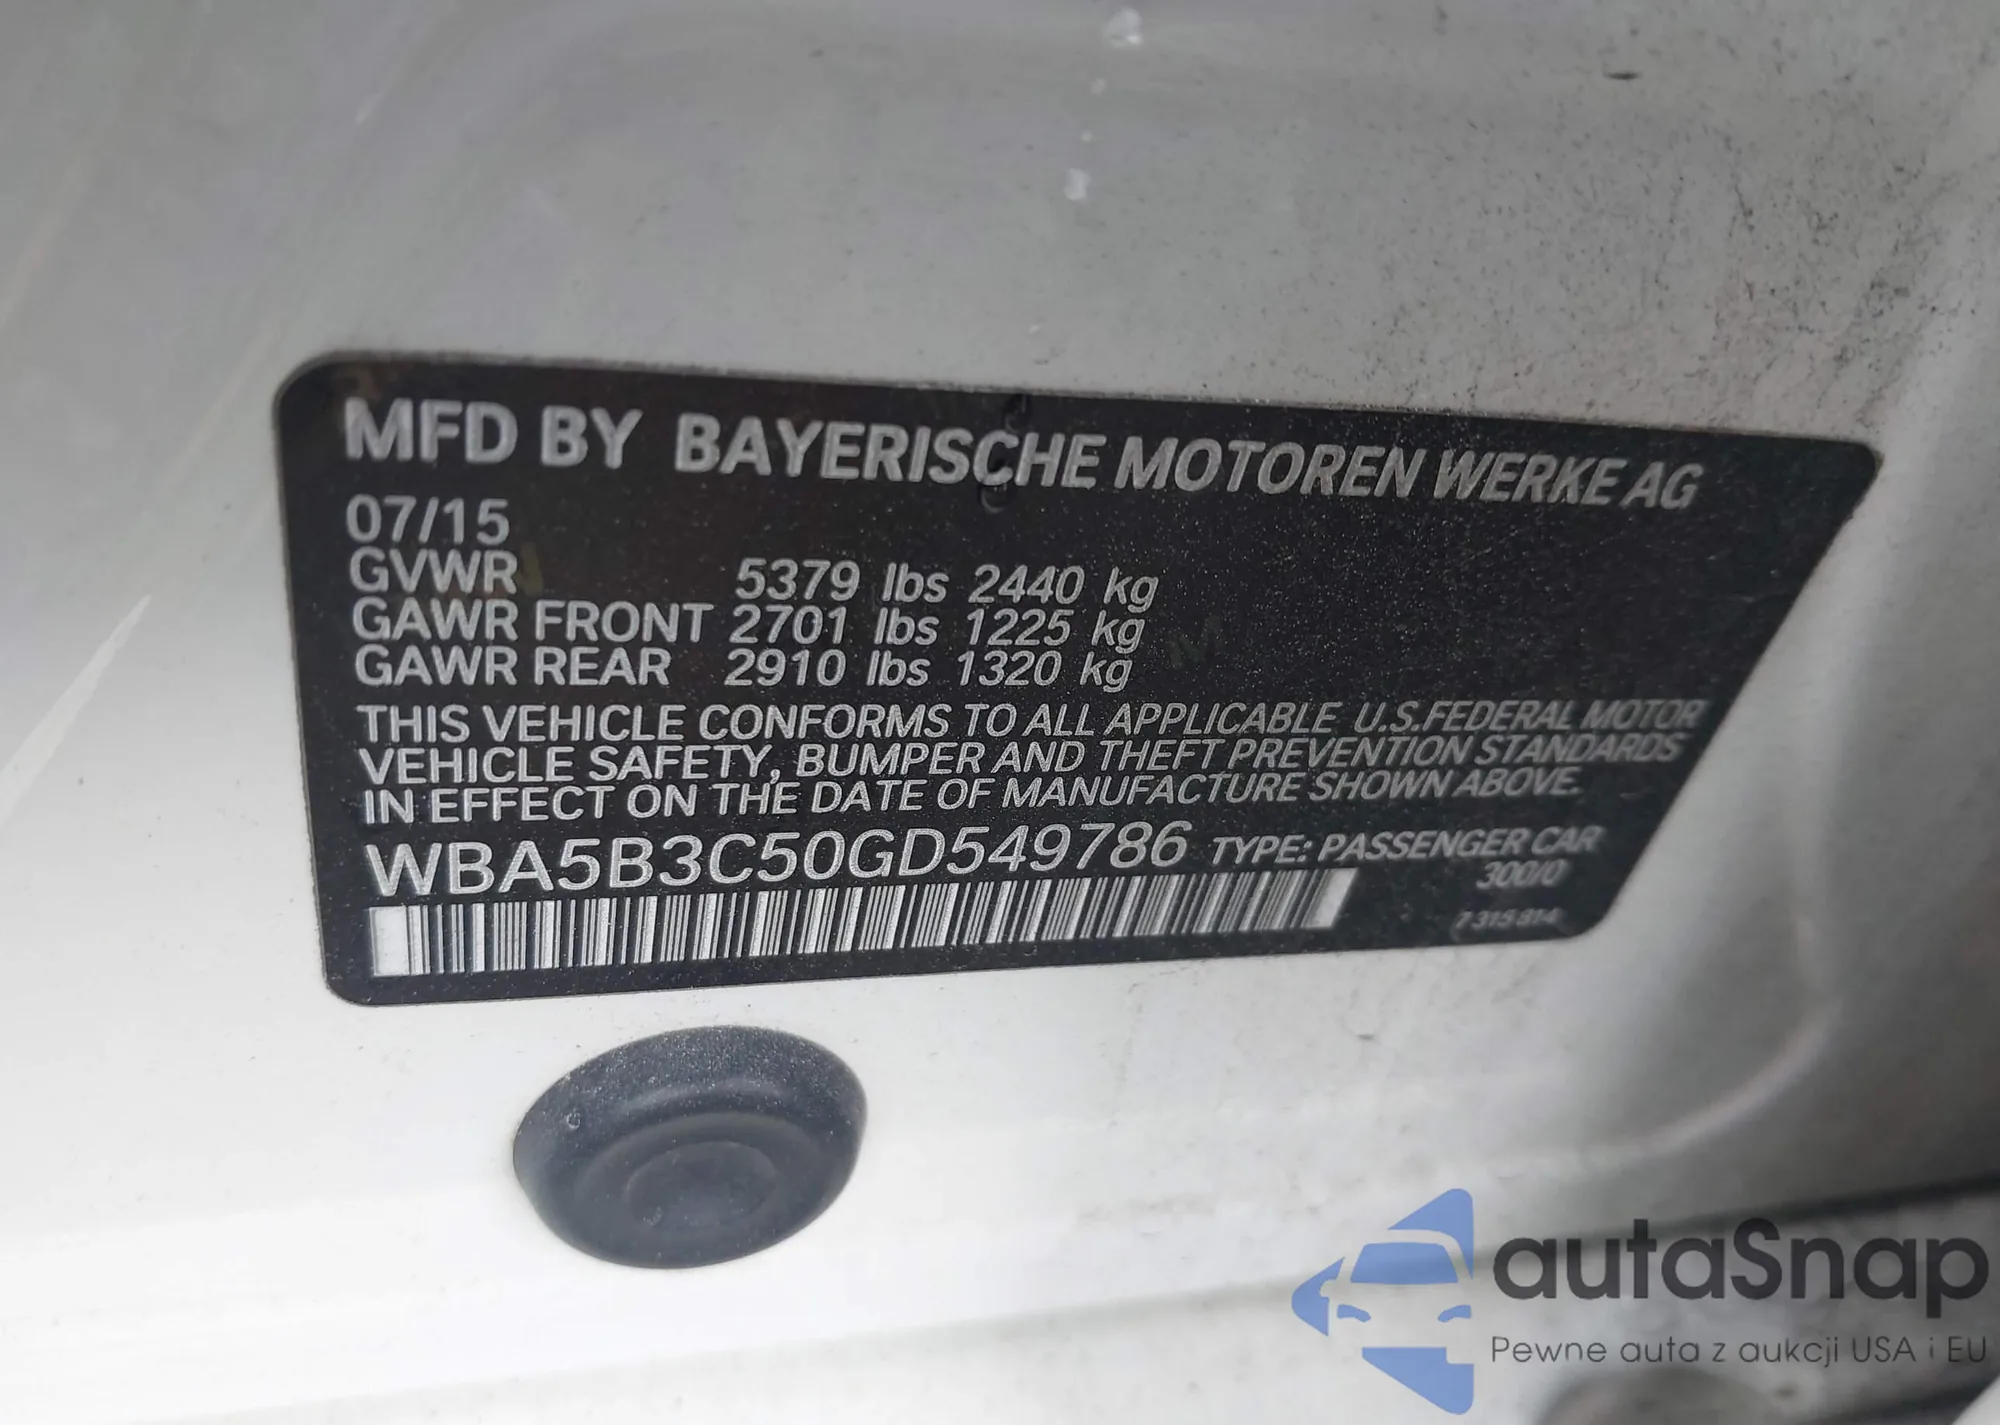 MFD BY BAYERISCHE MOTOREN WERKE AG
07/15
GVWR 5379 lbs 2440 kg
GAWR FRONT 2701 lbs 1225 kg
GAWR REAR 2910 lbs 1320 kg
THIS VEHICLE CONFORMS TO ALL APPLICABLE U.S.FEDERAL MOTOR
VEHICLE SAFETY, BUMPER AND THEFT PREVENTION STANDARDS
IN EFFECT ON THE DATE OF MANUFACTURE SHOWN ABOVE.
WBA5B3C50GD549786 TYPE: PASSENGER CAR
300/0
7 315 814
autaSnap
Pewne auta z aukcji USA i EU